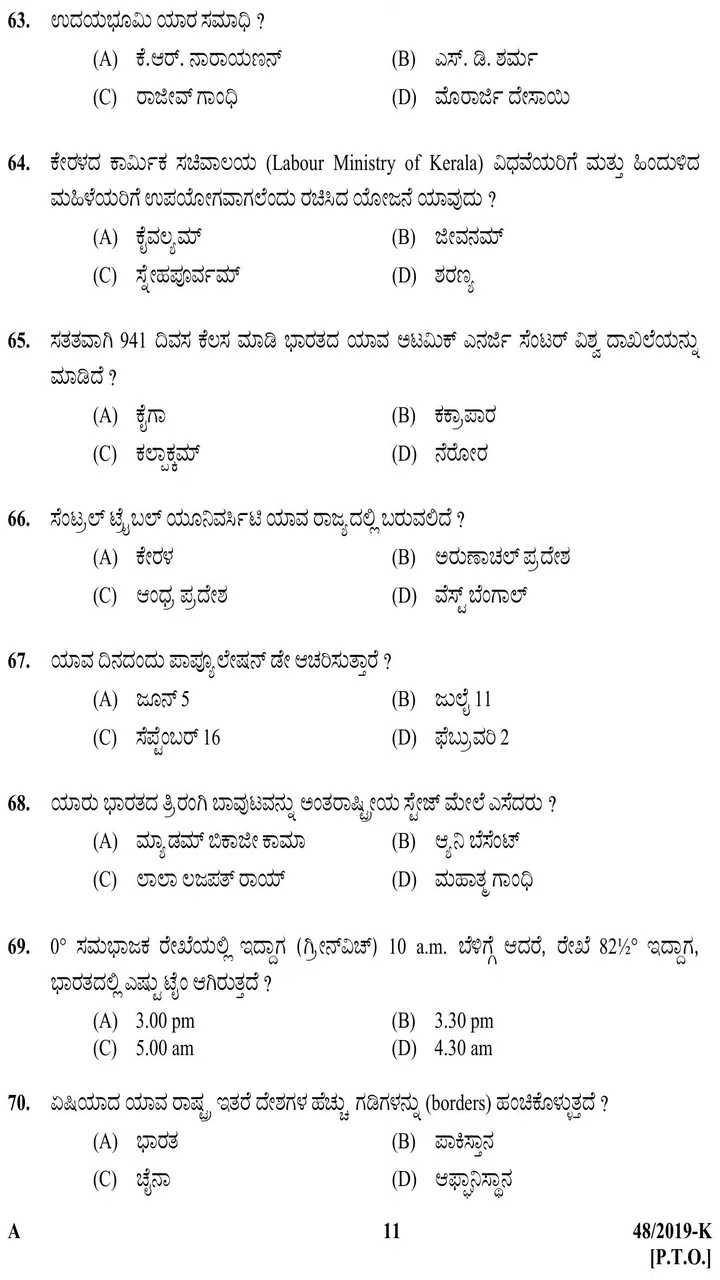 63. ಉದಯಭೂಮಿ ಯಾರ ಸಮಾಧಿ ?
(A) ಕೆ.ಆರ್. ನಾರಾಯಣನ್ (B) ಎಸ್. ಡಿ. ಶರ್ಮ
(C) ರಾಜೀವ್ ಗಾಂಧಿ (D) ಮೊರಾರ್ಜಿ ದೇಸಾಯಿ
64. ಕೇರಳದ ಕಾರ್ಮಿಕ ಸಚಿವಾಲಯ (Labour Ministry of Kerala) ವಿಧವೆಯರಿಗೆ ಮತ್ತು ಹಿಂದುಳಿದ
ಮಹಿಳೆಯರಿಗೆ ಉಪಯೋಗವಾಗಲೆಂದು ರಚಿಸಿದ ಯೋಜನೆ ಯಾವುದು ?
(A) ಕೈವಲ್ಯಮ್ (B) ಜೀವನಮ್
(C) ಸ್ನೇಹಪೂರ್ವಮ್ (D) ಶರಣ್ಯ
65. ಸತತವಾಗಿ 941 ದಿವಸ ಕೆಲಸ ಮಾಡಿ ಭಾರತದ ಯಾವ ಅಟಮಿಕ್ ಎನರ್ಜಿ ಸೆಂಟರ್ ವಿಶ್ವ ದಾಖಲೆಯನ್ನು
ಮಾಡಿದೆ ?
(A) ಕೈಗಾ (B) ಕಕ್ರಾಪಾರ
(C) ಕಲ್ಪಾಕ್ಕಮ್ (D) ನೆರೋರ
66. ಸೆಂಟ್ರಲ್ ಟ್ರೈಬಲ್ ಯೂನಿವರ್ಸಿಟಿ ಯಾವ ರಾಜ್ಯದಲ್ಲಿ ಬರುವಲಿದೆ ?
(A) ಕೇರಳ (B) ಅರುಣಾಚಲ್ ಪ್ರದೇಶ
(C) ಆಂಧ್ರ ಪ್ರದೇಶ (D) ವೆಸ್ಟ್ ಬೆಂಗಾಲ್
67. ಯಾವ ದಿನದಂದು ಪಾಪ್ಯೂಲೇಷನ್ ಡೇ ಆಚರಿಸುತ್ತಾರೆ ?
(A) ಜೂನ್ 5 (B) ಜುಲೈ 11
(C) ಸೆಪ್ಟೆಂಬರ್ 16 (D) ಫೆಬ್ರುವರಿ 2
68. ಯಾರು ಭಾರತದ ತ್ರಿರಂಗಿ ಬಾವುಟವನ್ನು ಅಂತರಾಷ್ಟ್ರೀಯ ಸ್ಟೇಜ್ ಮೇಲೆ ಎಸೆದರು ?
(A) ಮ್ಯಾಡಮ್ ಬಿಕಾಜೀ ಕಾಮಾ (B) ಆ್ಯನಿ ಬೆಸೆಂಟ್
(C) ಲಾಲಾ ಲಜಪತ್ ರಾಯ್ (D) ಮಹಾತ್ಮ ಗಾಂಧಿ
69. 0° ಸಮಭಾಜಕ ರೇಖೆಯಲ್ಲಿ ಇದ್ದಾಗ (ಗ್ರೀನ್‌ವಿಚ್) 10 a.m. ಬೆಳಿಗ್ಗೆ ಆದರೆ, ರೇಖೆ 82½° ಇದ್ದಾಗ,
ಭಾರತದಲ್ಲಿ ಎಷ್ಟು ಟೈಂ ಆಗಿರುತ್ತದೆ ?
(A) 3.00 pm (B) 3.30 pm
(C) 5.00 am (D) 4.30 am
70. ಏಷಿಯಾದ ಯಾವ ರಾಷ್ಟ್ರ ಇತರೆ ದೇಶಗಳ ಹೆಚ್ಚು ಗಡಿಗಳನ್ನು (borders) ಹಂಚಿಕೊಳ್ಳುತ್ತದೆ ?
(A) ಭಾರತ (B) ಪಾಕಿಸ್ತಾನ
(C) ಚೈನಾ (D) ಆಫ್ಘಾನಿಸ್ಥಾನ
A 11 48/2019-K
[P.T.O.]